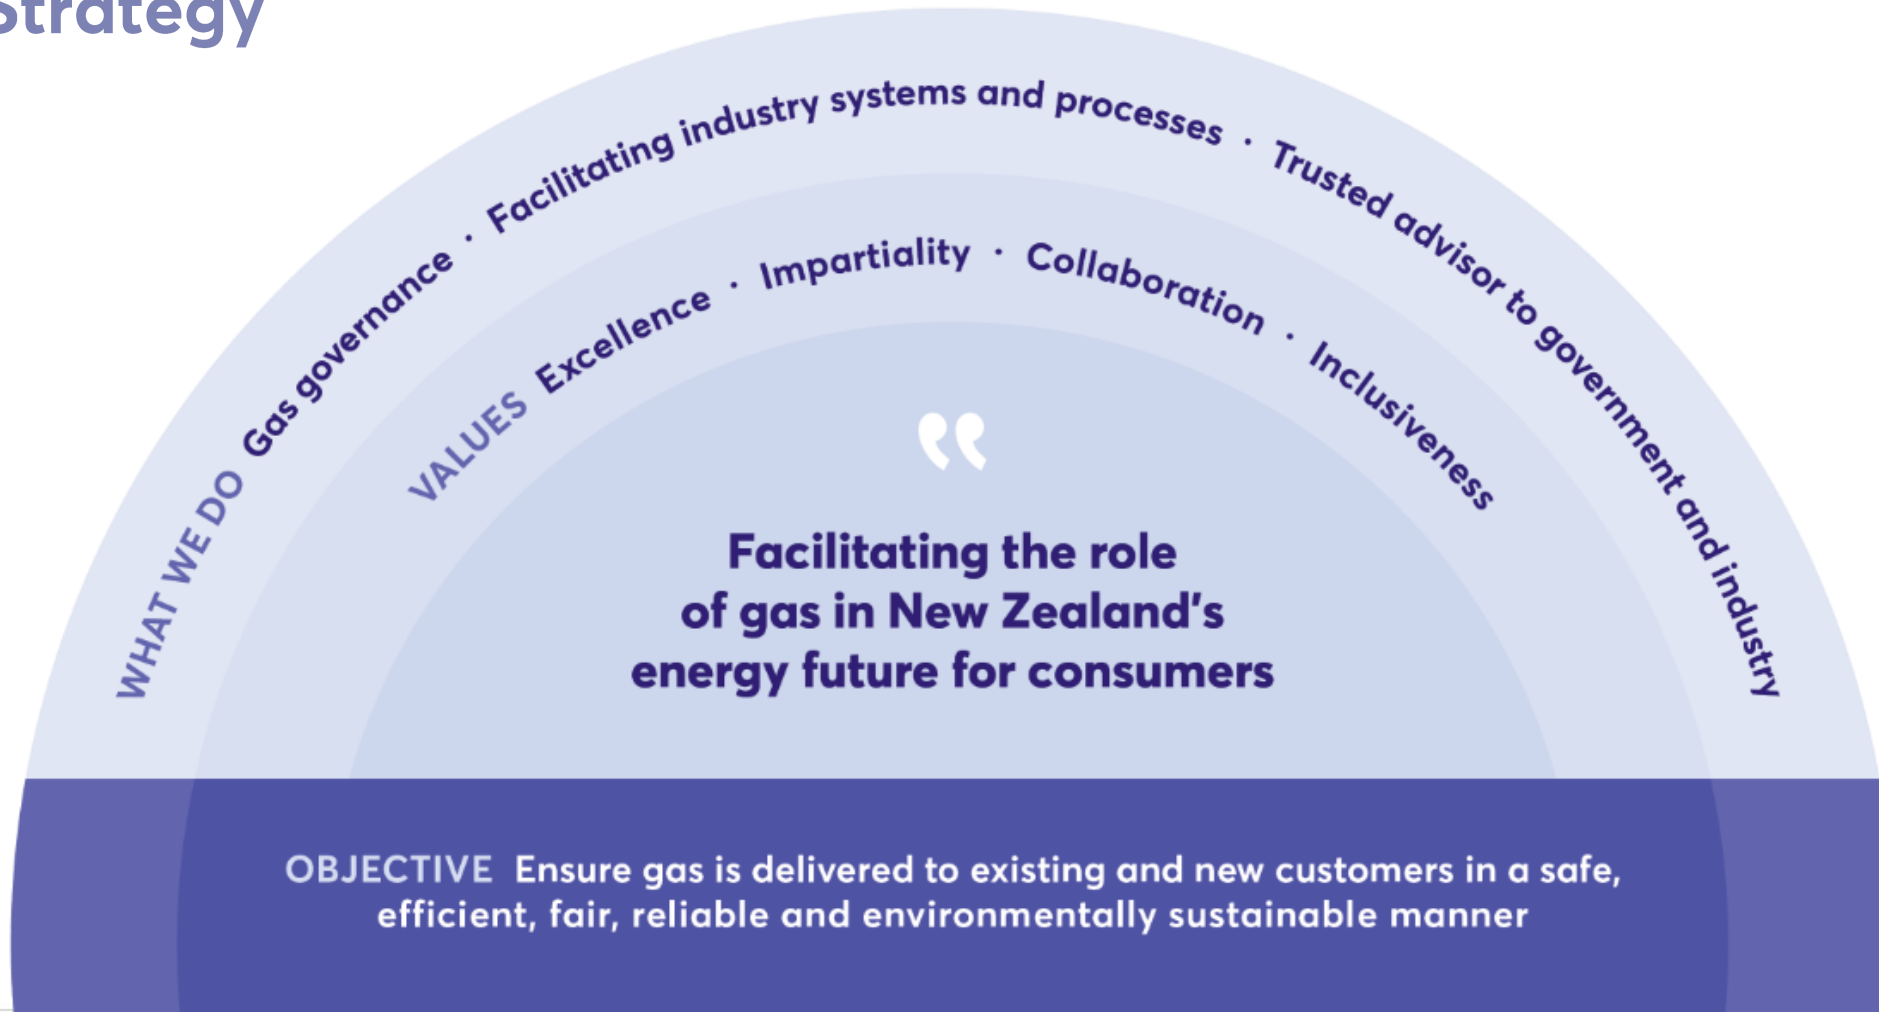 Strategy
WHAT WE DO Gas governance · Facilitating industry systems and processes · Trusted advisor to government and industry
VALUES Excellence · Impartiality · Collaboration · Inclusiveness
“
Facilitating the role
of gas in New Zealand's
energy future for consumers
OBJECTIVE Ensure gas is delivered to existing and new customers in a safe,
efficient, fair, reliable and environmentally sustainable manner